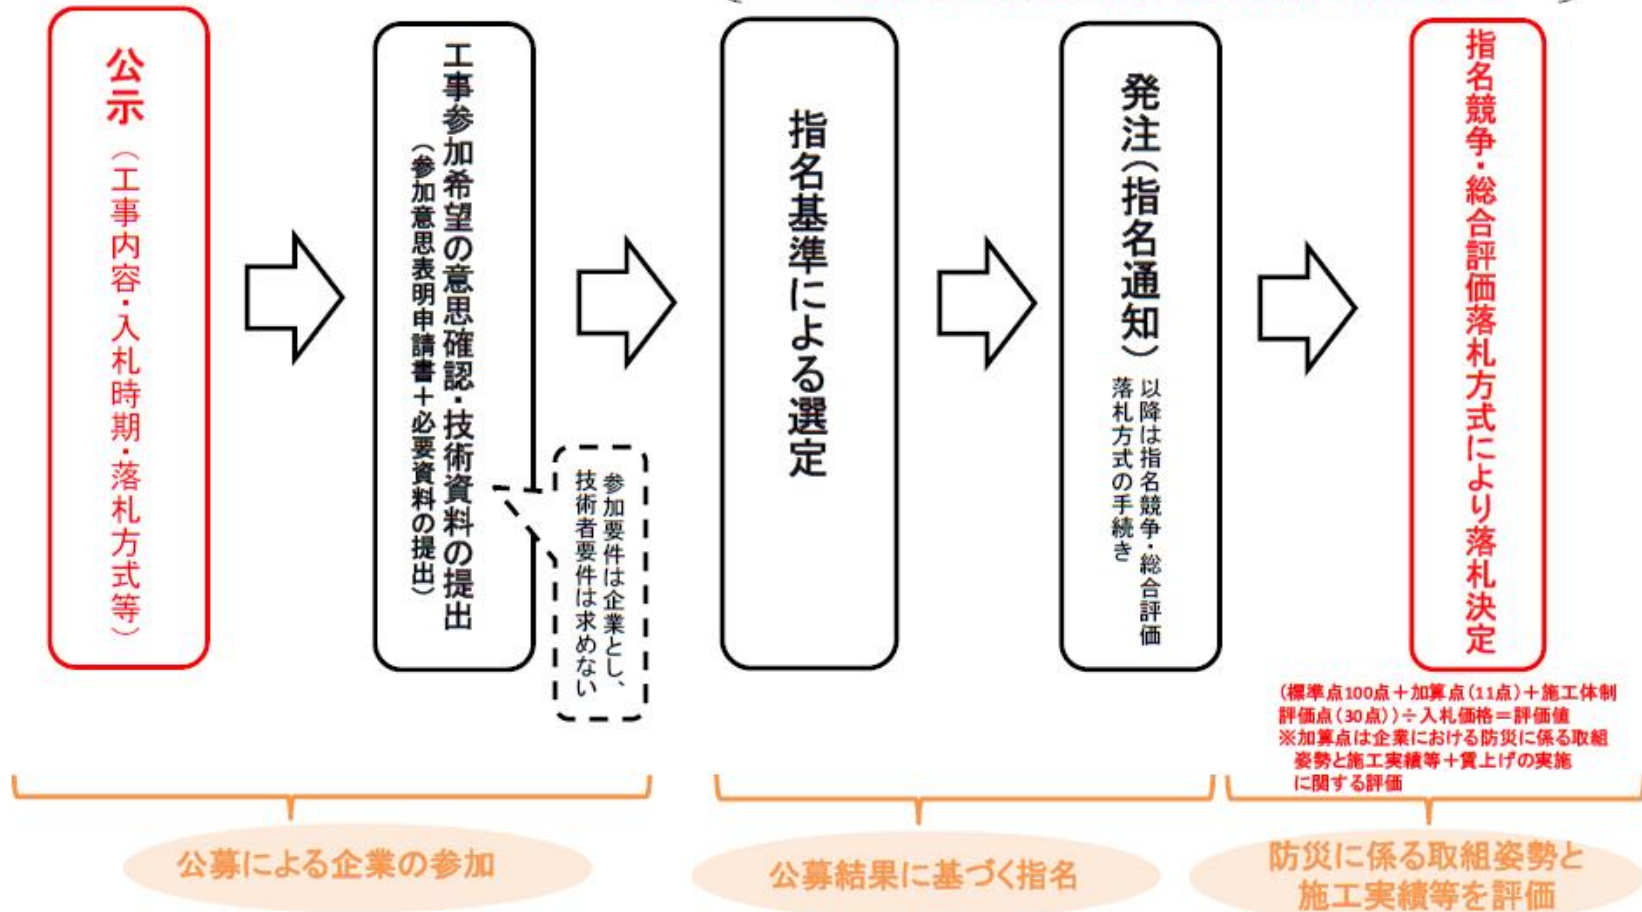 公示（工事内容・入札時期・落札方式等）
工事参加希望の意思確認・技術資料の提出
（参加意思表明申請書＋必要資料の提出）
参加要件は企業とし、
技術者要件は求めない
指名基準による選定
発注（指名通知）
以降は指名競争・総合評価
落札方式の手続き
指名競争・総合評価落札方式により落札決定
（標準点100点＋加算点（11点）＋施工体制
評価点（30点））÷入札価格＝評価値
※加算点は企業における防災に係る取組
姿勢と施工実績等＋賃上げの実施
に関する評価
公募による企業の参加
公募結果に基づく指名
防災に係る取組姿勢と
施工実績等を評価